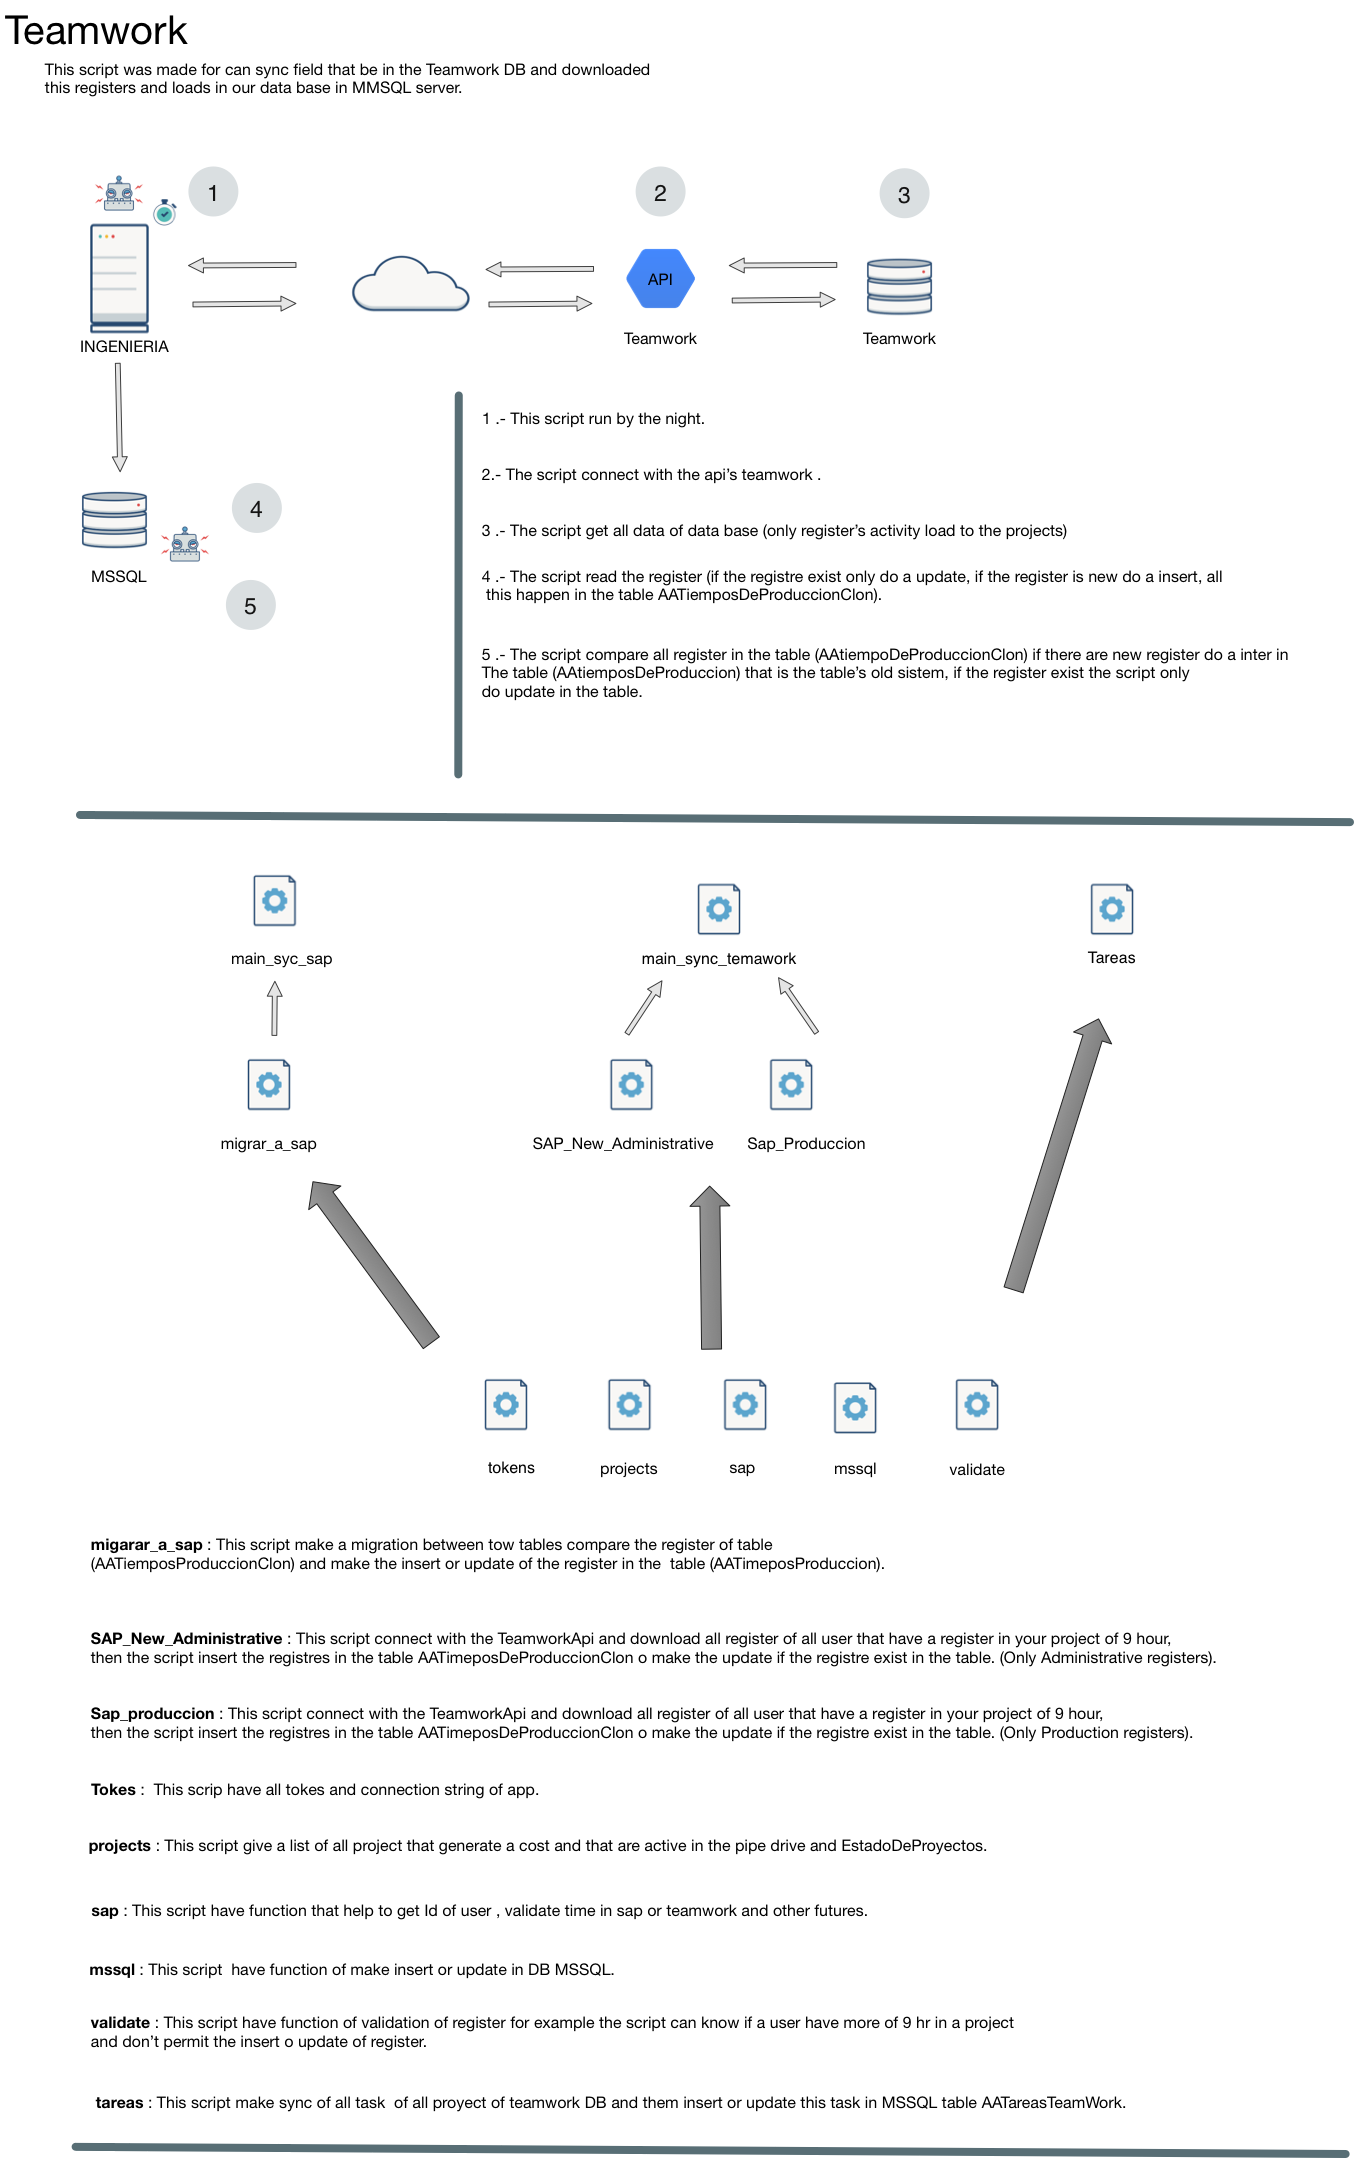 Teamwork
This script was made for can sync field that be in the Teamwork DB and downloaded
this registers and loads in our data base in MMSQL server.
1
2
3
API
INGENIERIA
Teamwork
Teamwork
1 .- This script run by the night.
2.- The script connect with the api’s teamwork .
3 .- The script get all data of data base (only register’s activity load to the projects)
4
MSSQL
5
4 .- The script read the register (if the registre exist only do a update, if the register is new do a insert, all
this happen in the table AATiemposDeProduccionClon).
5 .- The script compare all register in the table (AAtiempoDeProduccionClon) if there are new register do a inter in
The table (AAtiemposDeProduccion) that is the table’s old sistem, if the register exist the script only
do update in the table.
main_syc_sap
main_sync_temawork
Tareas
migrar_a_sap
SAP_New_Administrative
Sap_Produccion
tokens
projects
sap
mssql
validate
migarar_a_sap : This script make a migration between tow tables compare the register of table
(AATiemposProduccionClon) and make the insert or update of the register in the  table (AATimeposProduccion).
SAP_New_Administrative : This script connect with the TeamworkApi and download all register of all user that have a register in your project of 9 hour,
then the script insert the registres in the table AATimeposDeProduccionClon o make the update if the registre exist in the table. (Only Administrative registers).
Sap_produccion : This script connect with the TeamworkApi and download all register of all user that have a register in your project of 9 hour,
then the script insert the registres in the table AATimeposDeProduccionClon o make the update if the registre exist in the table. (Only Production registers).
Tokes :  This scrip have all tokes and connection string of app.
projects : This script give a list of all project that generate a cost and that are active in the pipe drive and EstadoDeProyectos.
sap : This script have function that help to get Id of user , validate time in sap or teamwork and other futures.
mssql : This script  have function of make insert or update in DB MSSQL.
validate : This script have function of validation of register for example the script can know if a user have more of 9 hr in a project
and don’t permit the insert o update of register.
tareas : This script make sync of all task  of all proyect of teamwork DB and them insert or update this task in MSSQL table AATareasTeamWork.